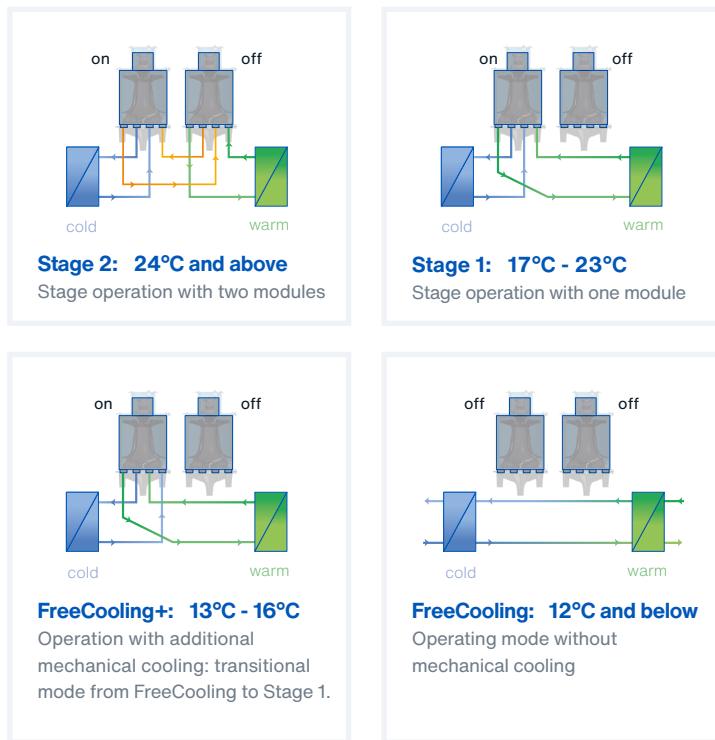 on
off
cold
warm
Stage 2: 24°C and above
Stage operation with two modules
on
off
cold
warm
Stage 1: 17°C - 23°C
Stage operation with one module
on
off
cold
warm
FreeCooling+: 13°C - 16°C
Operation with additional
mechanical cooling: transitional
mode from FreeCooling to Stage 1.
off
off
cold
warm
FreeCooling: 12°C and below
Operating mode without
mechanical cooling